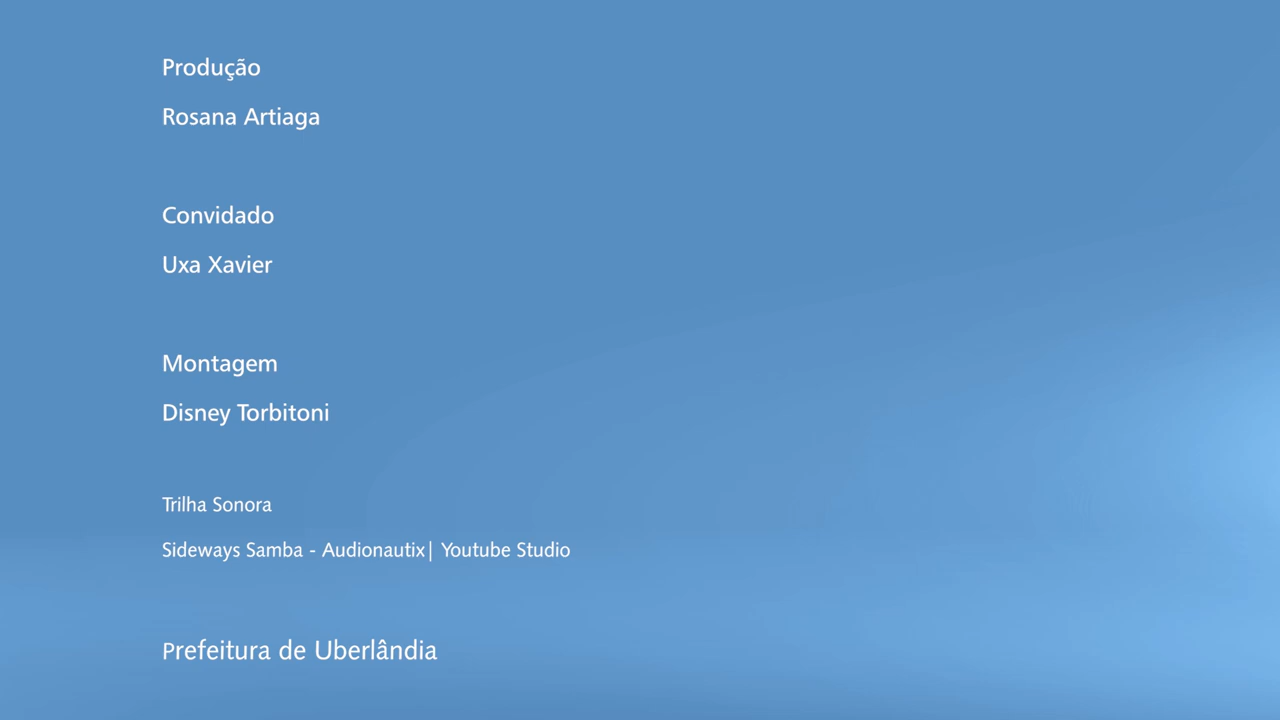 Produção
Rosana Artiaga
Convidado
Uxa Xavier
Montagem
Disney Torbitoni
Trilha Sonora
Sideways Samba - Audionautix| Youtube Studio
Prefeitura de Uberlândia